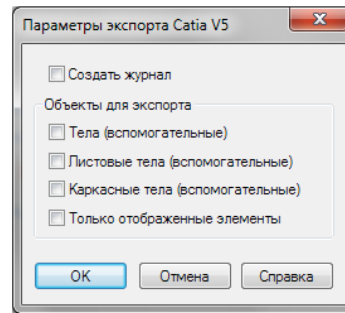 Параметры экспорта Catia V5
Создать журнал
Объекты для экспорта
Тела (вспомогательные)
Листовые тела (вспомогательные)
Каркасные тела (вспомогательные)
Только отображенные элементы
OK Отмена Справка